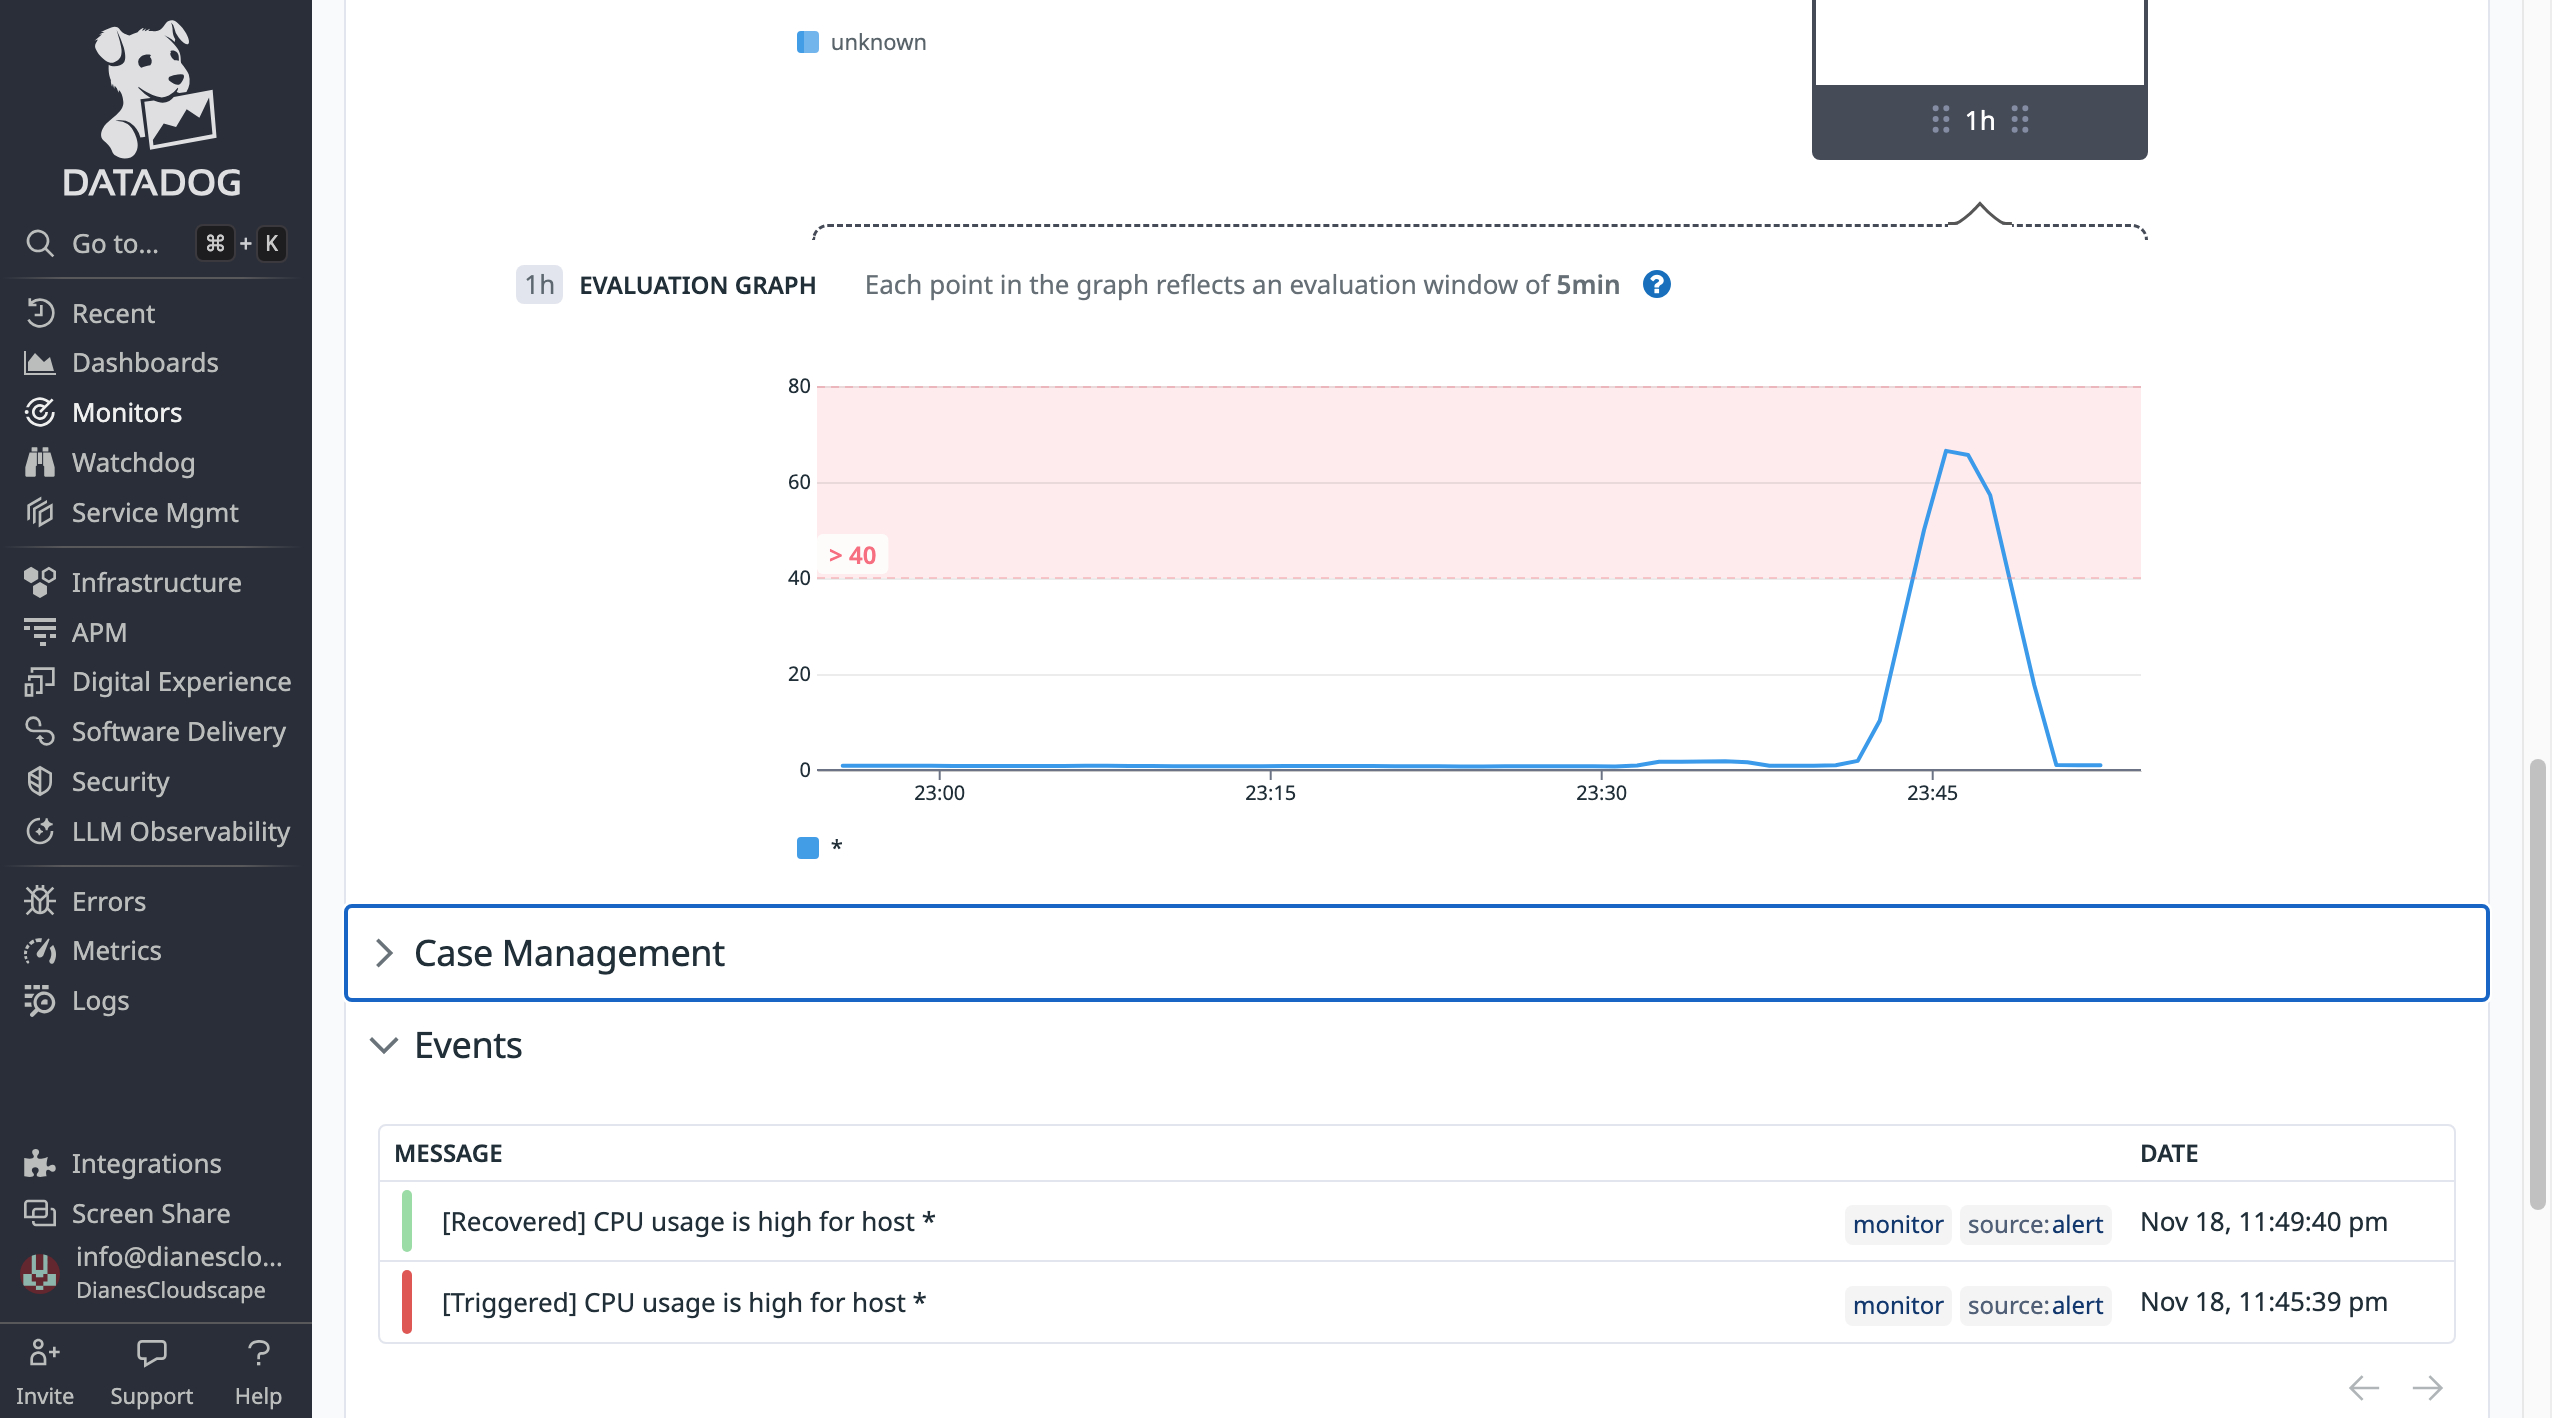 DATADOG
Go to... ⌘ + K
Recent
Dashboards
Monitors
Watchdog
Service Mgmt
Infrastructure
APM
Digital Experience
Software Delivery
Security
LLM Observability
Errors
Metrics
Logs
Integrations
Screen Share
info@dianesclo...
DianesCloudscape
Invite Support Help
unknown
1h
1h EVALUATION GRAPH Each point in the graph reflects an evaluation window of 5min ?
80
60
> 40
40
20
0
23:00 23:15 23:30 23:45
*
Case Management
Events
MESSAGE DATE
[Recovered] CPU usage is high for host * monitor source:alert Nov 18, 11:49:40 pm
[Triggered] CPU usage is high for host * monitor source:alert Nov 18, 11:45:39 pm